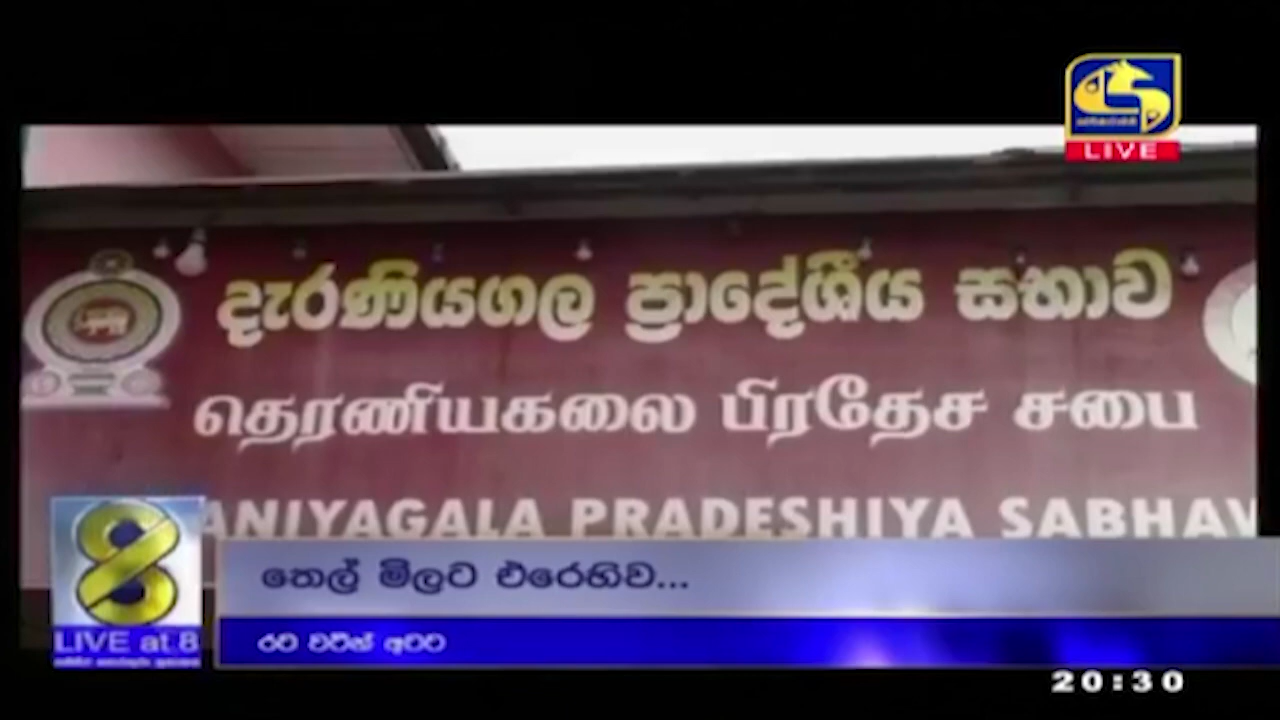 LIVE
දැරණියගල ප්‍රාදේශීය සභාව
தெரணியகலை பிரதேச சபை
ANIYAGALA PRADESHIYA SABHAV
තෙල් මිලට එරෙහිව...
LIVE at 8
රට වටින් අටට
20:30